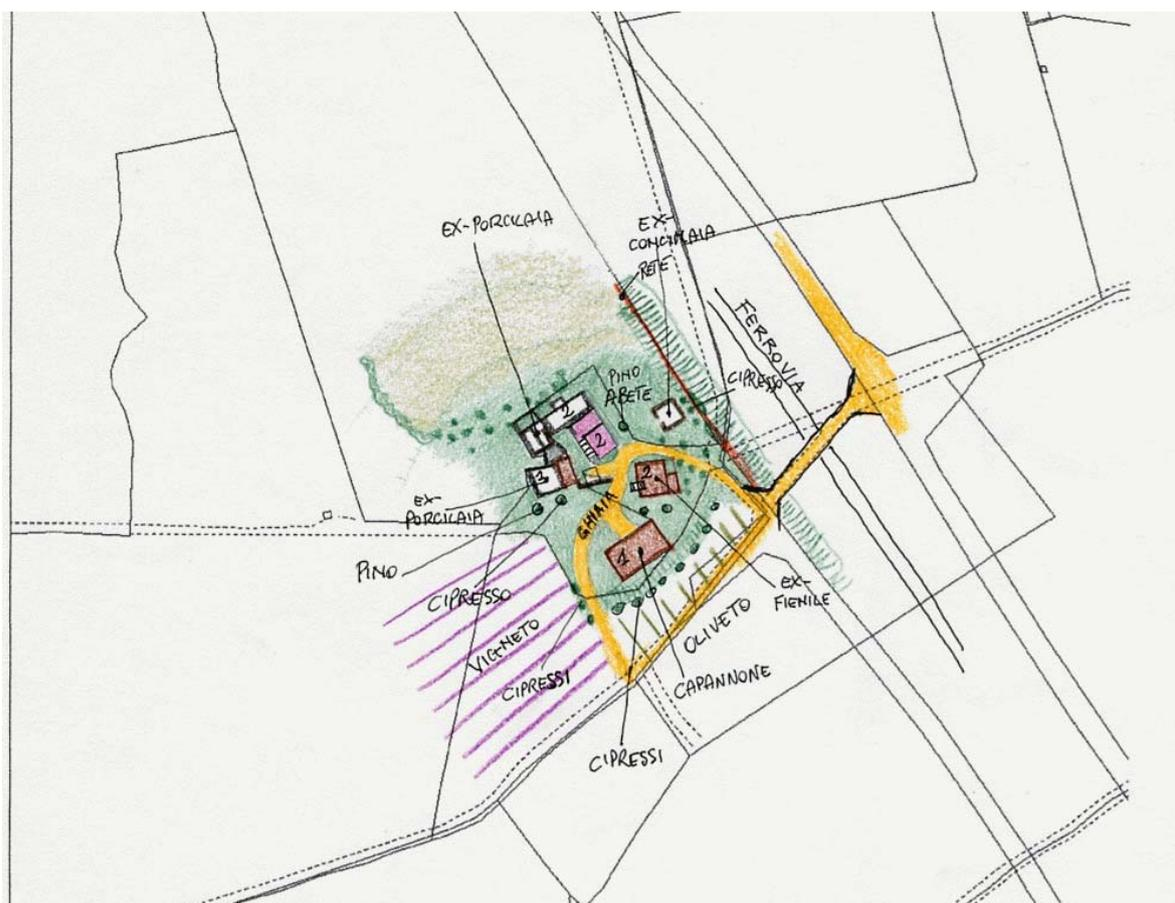 EX-PORCILAIA
EX-
CONCIMAIA
RETE
FERROVIA
PINO
ABETE
CIPRESSO
2
2
3
2
EX-
PORCILAIA
GHIAIA
1
PINO
CIPRESSO
VIGNETO
CIPRESSI
OLIVETO
EX-
FIENILE
CAPANNONE
CIPRESSI